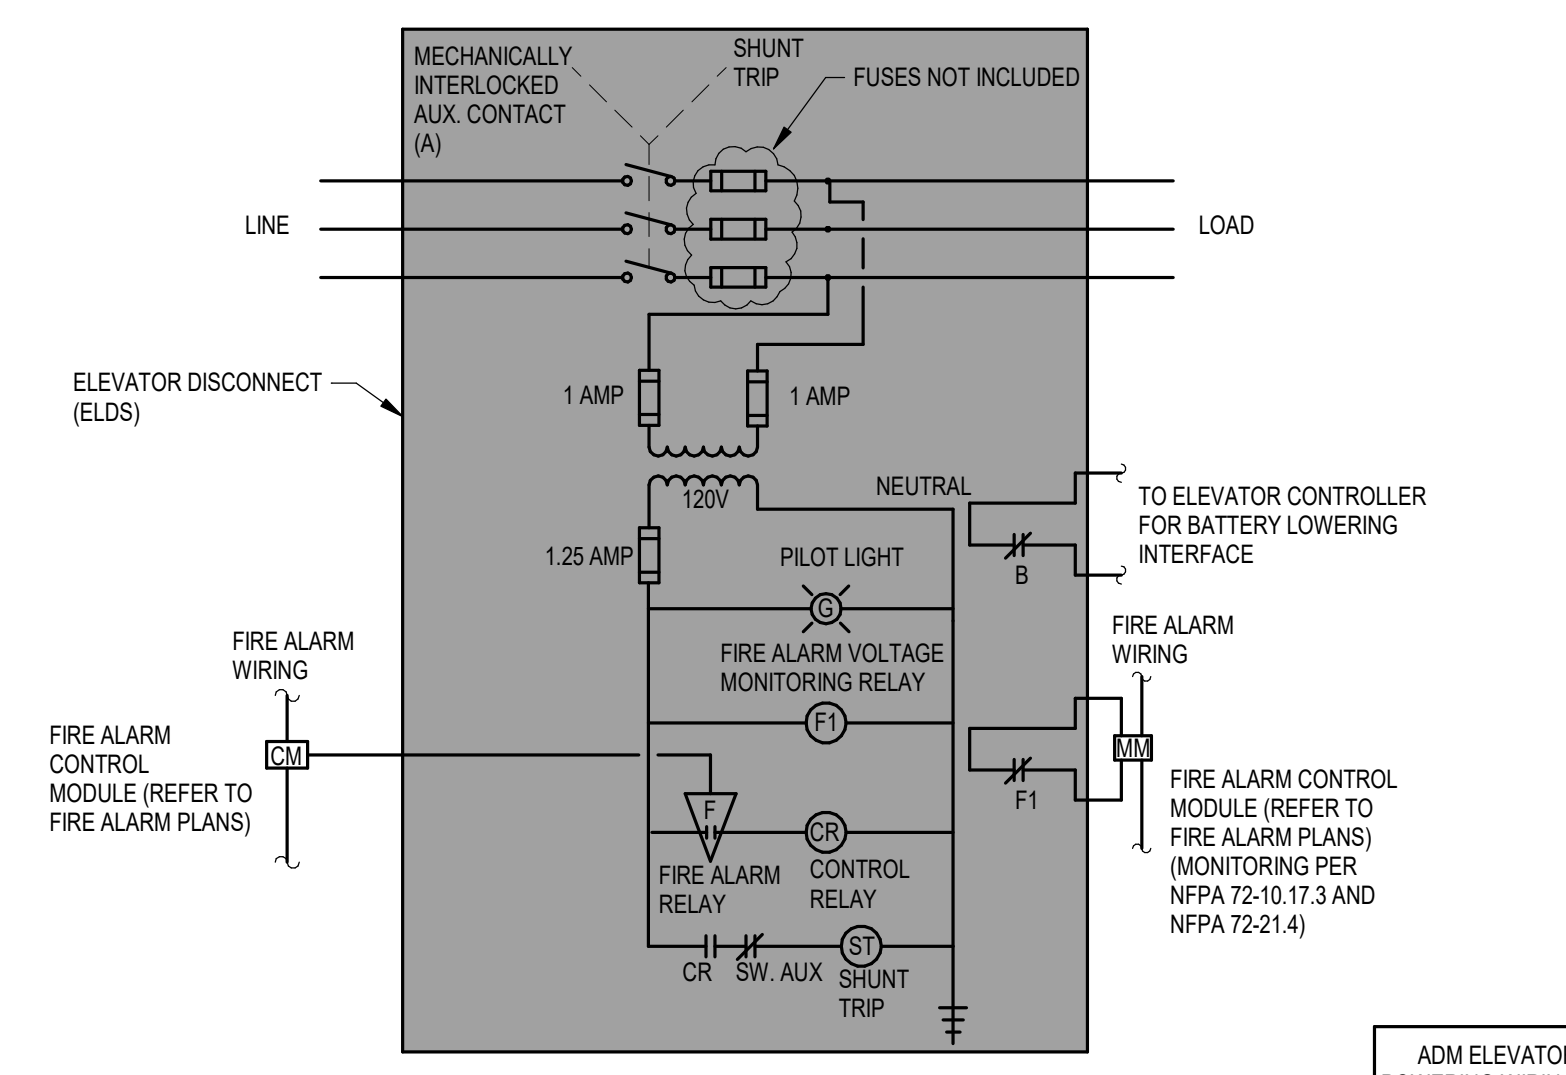 MECHANICALLY
INTERLOCKED
AUX. CONTACT
(A)
SHUNT
TRIP
FUSES NOT INCLUDED
LINE
LOAD
ELEVATOR DISCONNECT
(ELDS)
1 AMP
1 AMP
120V
NEUTRAL
1.25 AMP
PILOT LIGHT
G
B
TO ELEVATOR CONTROLLER
FOR BATTERY LOWERING
INTERFACE
FIRE ALARM
WIRING
FIRE ALARM
CONTROL
MODULE (REFER TO
FIRE ALARM PLANS)
CM
FIRE ALARM VOLTAGE
MONITORING RELAY
F1
F
FIRE ALARM
RELAY
CR
CONTROL
RELAY
CR
SW. AUX
ST
SHUNT
TRIP
F1
FIRE ALARM
WIRING
MM
FIRE ALARM CONTROL
MODULE (REFER TO
FIRE ALARM PLANS)
(MONITORING PER
NFPA 72-10.17.3 AND
NFPA 72-21.4)
ADM ELEVATOR